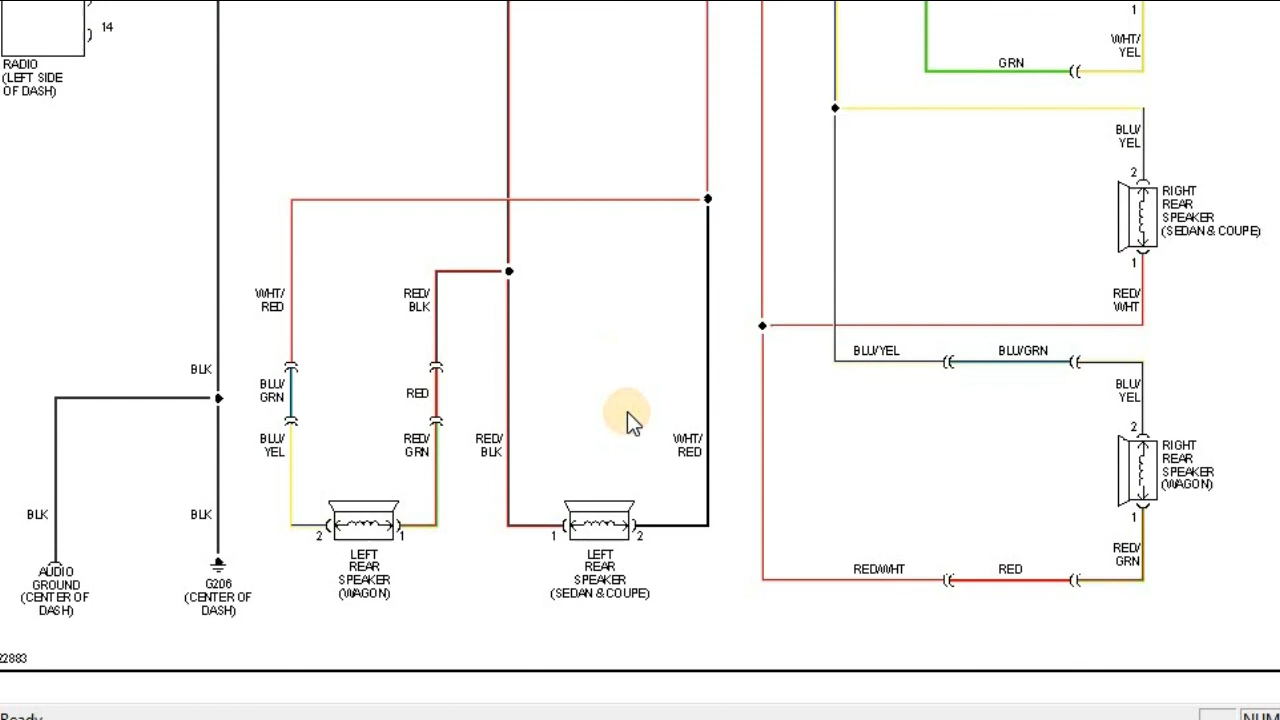 14
RADIO
(LEFT SIDE
OF DASH)
1
WHT/
YEL
GRN
BLU/
YEL
2
RIGHT
REAR
SPEAKER
(SEDAN & COUPE)
1
RED/
WHT
WHT/
RED
RED/
BLK
BLK
BLU/
GRN
RED
BLU/YEL
BLU/GRN
BLU/
YEL
2
RIGHT
REAR
SPEAKER
(WAGON)
1
BLU/
YEL
RED/
GRN
RED/
BLK
WHT/
RED
BLK
BLK
2
1
1
2
RED/
GRN
RED/WHT
RED
LEFT
REAR
SPEAKER
(WAGON)
LEFT
REAR
SPEAKER
(SEDAN & COUPE)
AUDIO
GROUND
(CENTER OF
DASH)
G206
(CENTER OF
DASH)
22883
Ready
NUM